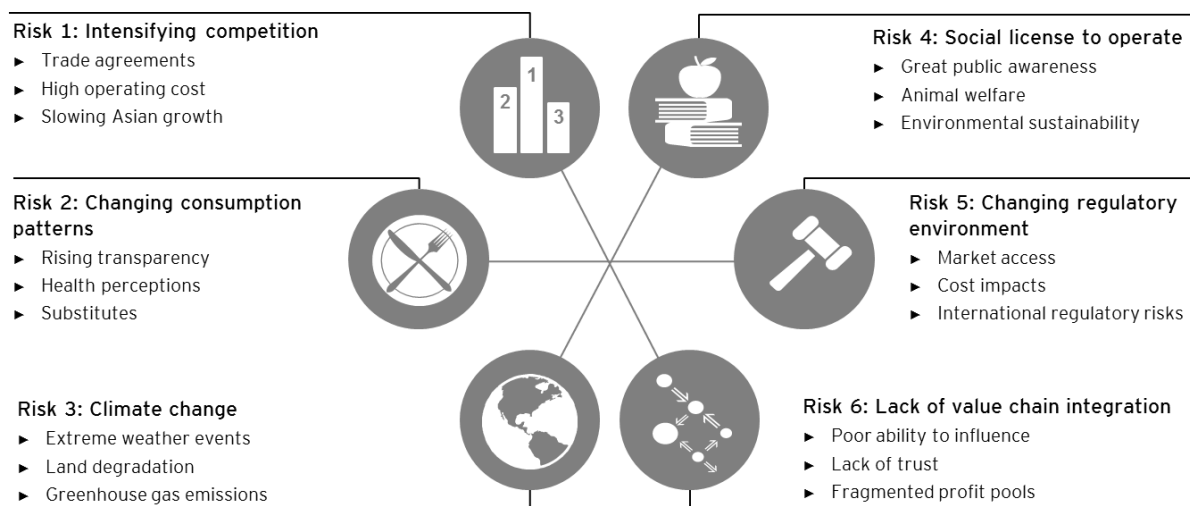 Risk 1: Intensifying competition
► Trade agreements
► High operating cost
► Slowing Asian growth
Risk 2: Changing consumption
patterns
► Rising transparency
► Health perceptions
► Substitutes
Risk 3: Climate change
► Extreme weather events
► Land degradation
► Greenhouse gas emissions
2
1
3
Risk 4: Social license to operate
► Great public awareness
► Animal welfare
► Environmental sustainability
Risk 5: Changing regulatory
environment
► Market access
► Cost impacts
► International regulatory risks
Risk 6: Lack of value chain integration
► Poor ability to influence
► Lack of trust
► Fragmented profit pools